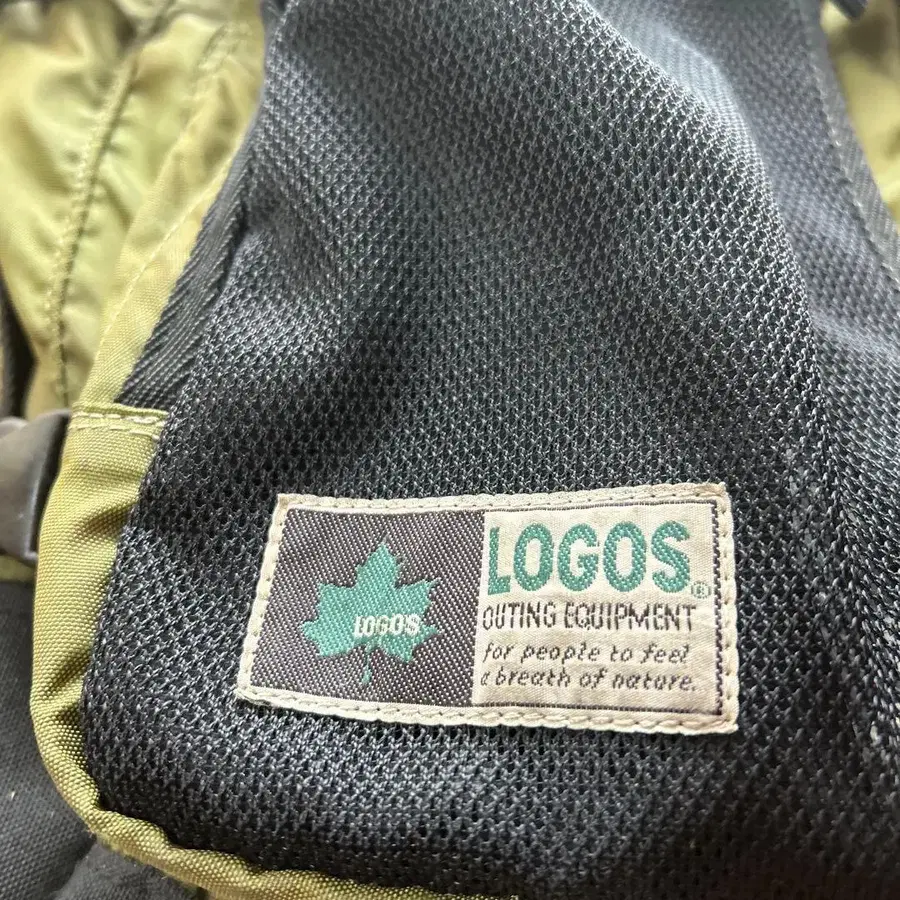 LOGOS
LOGOS®
OUTING EQUIPMENT
for people to feel
a breath of nature.